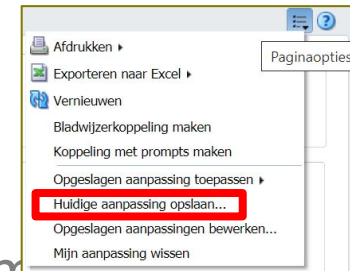 Paginaopties
Afdrukken
Exporteren naar Excel
Vernieuwen
Bladwijzerkoppeling maken
Koppeling met prompts maken
Opgeslagen aanpassing toepassen
Huidige aanpassing opslaan...
Opgeslagen aanpassingen bewerken...
Mijn aanpassing wissen